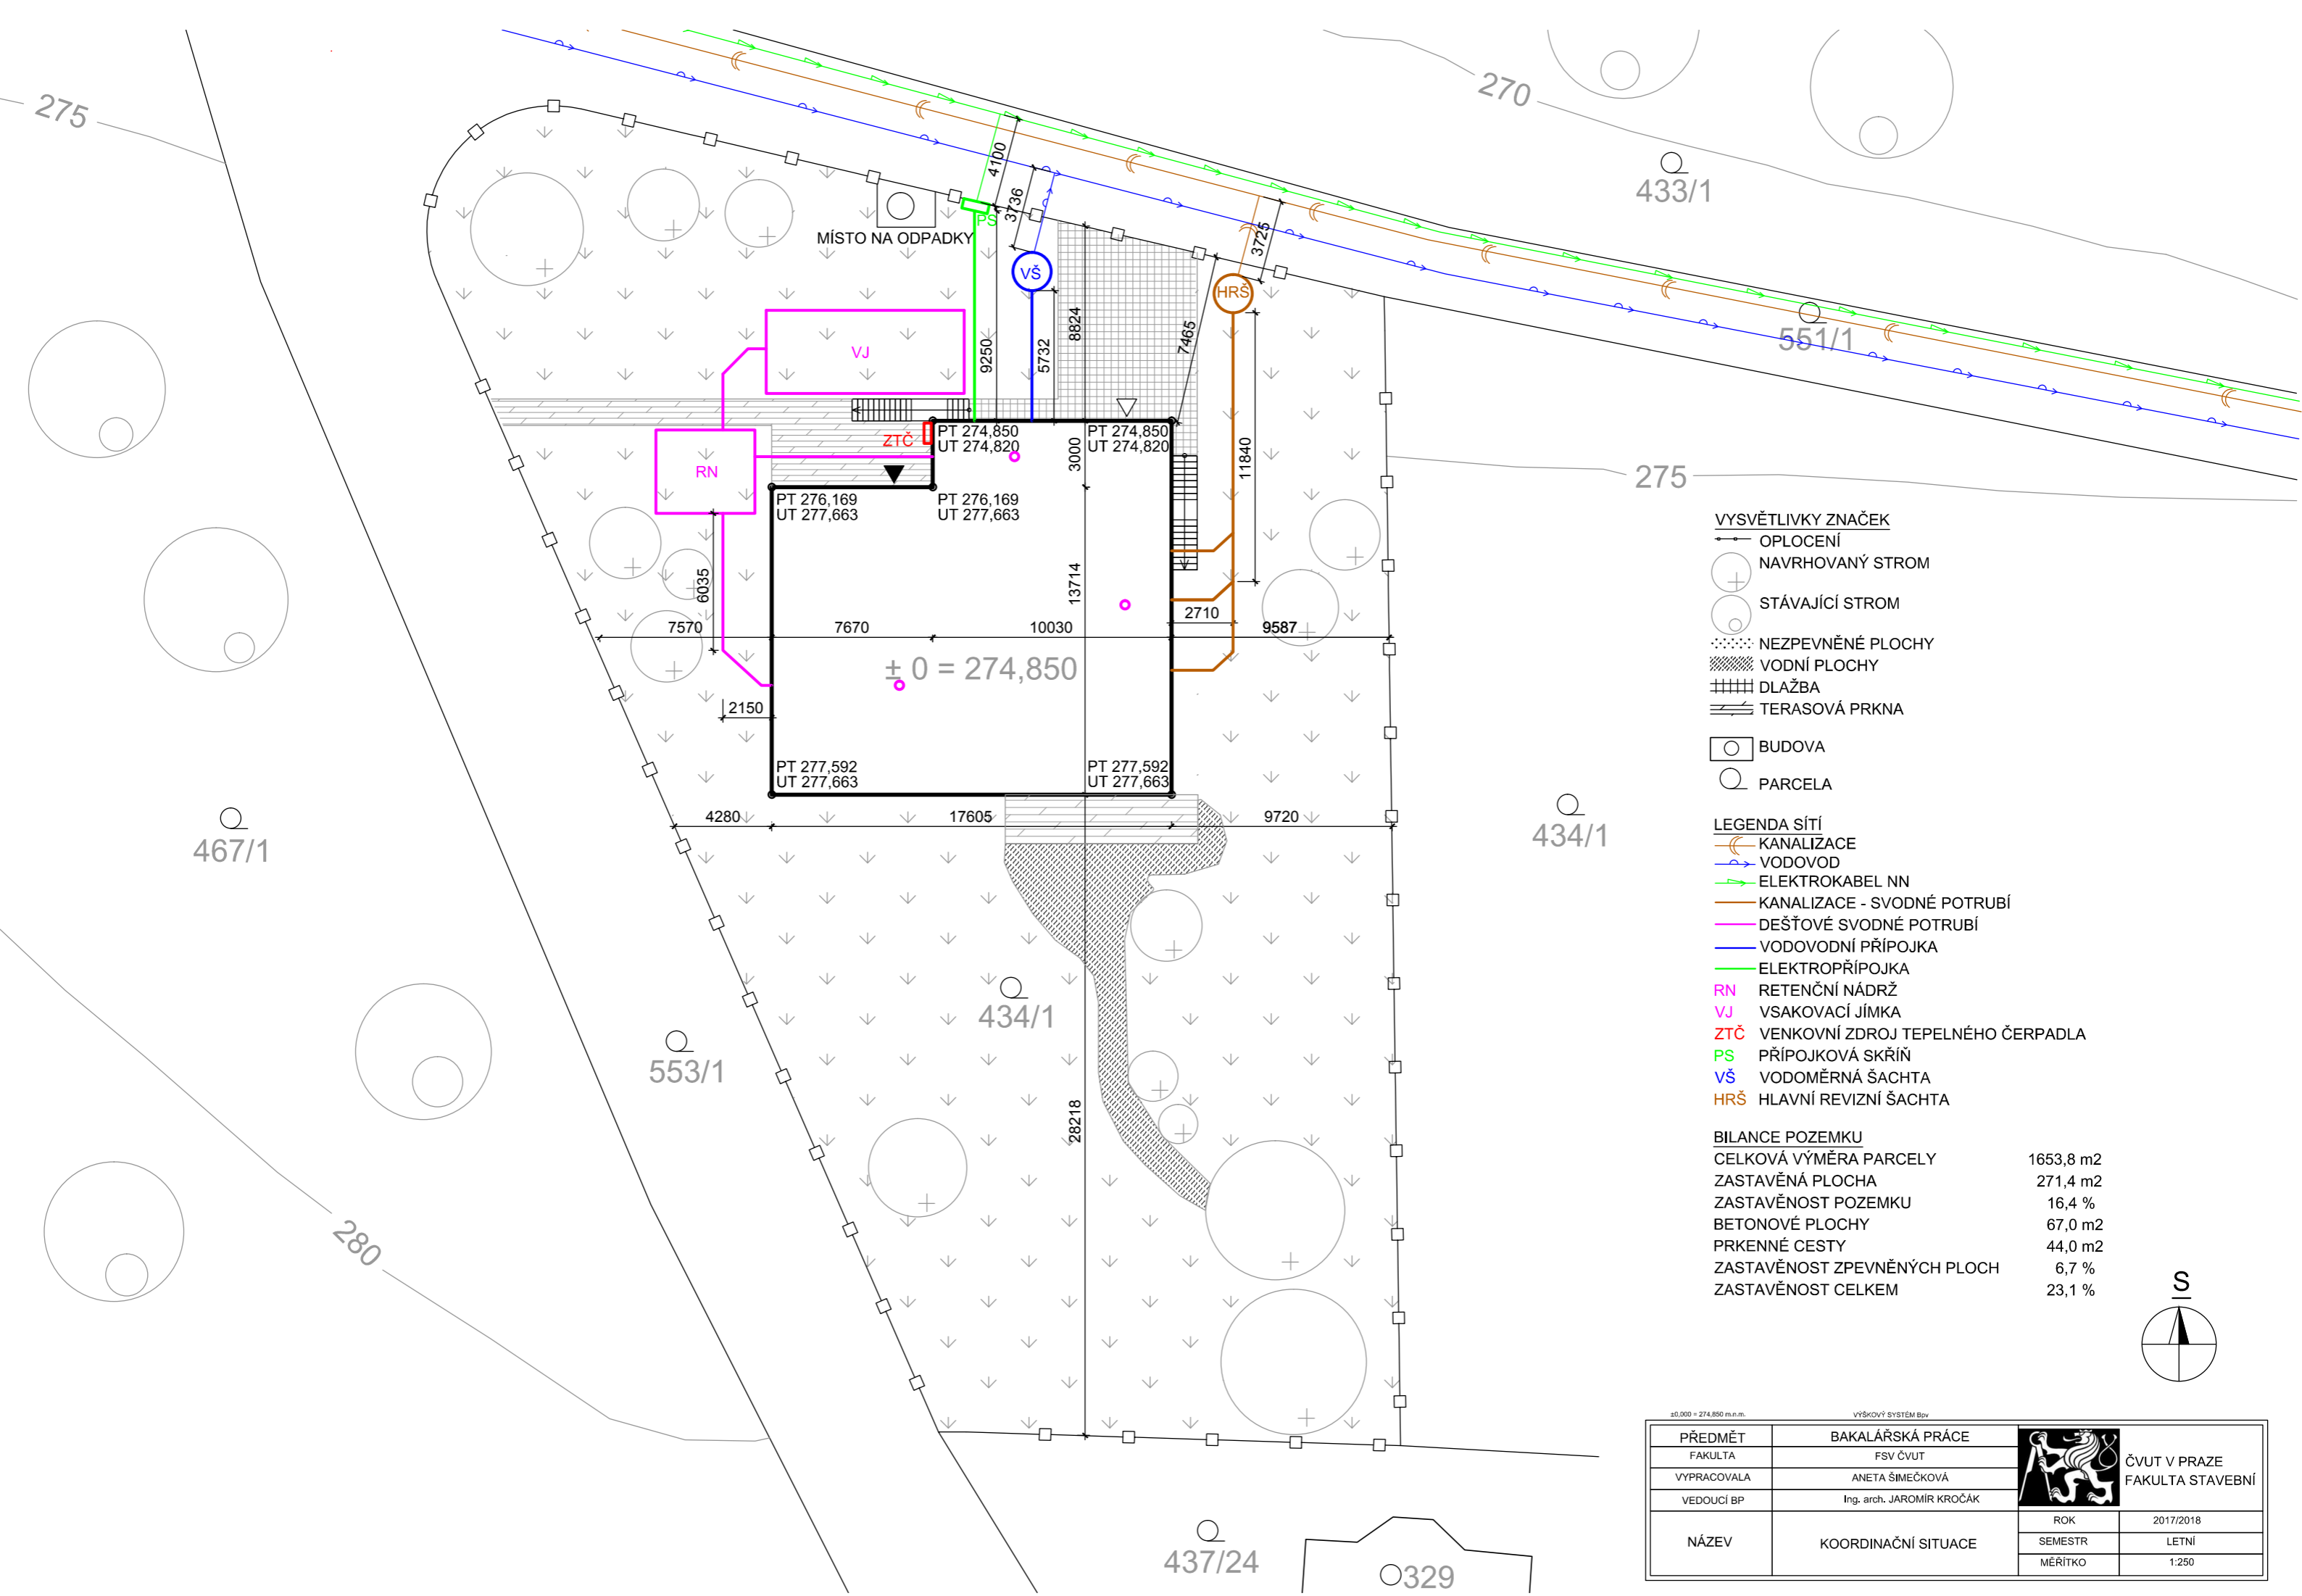 275
270
433/1
4100
3736
PS
MÍSTO NA ODPADKY
3725
VŠ
HRŠ
551/1
8824
7465
9250
5732
VJ
ZTČ
PT 274,850
UT 274,820
PT 274,850
UT 274,820
3000
11840
RN
275
PT 276,169
UT 277,663
PT 276,169
UT 277,663
6035
13714
2710
7570
7670
10030
9587
± 0 = 274,850
2150
PT 277,592
UT 277,663
PT 277,592
UT 277,663
4280
17605
9720
467/1
434/1
434/1
553/1
28218
280
437/24
329
VYSVĚTLIVKY ZNAČEK
OPLOCENÍ
NAVRHOVANÝ STROM
STÁVAJÍCÍ STROM
NEZPEVNĚNÉ PLOCHY
VODNÍ PLOCHY
DLAŽBA
TERASOVÁ PRKNA
BUDOVA
PARCELA
LEGENDA SÍTÍ
KANALIZACE
VODOVOD
ELEKTROKABEL NN
KANALIZACE - SVODNÉ POTRUBÍ
DEŠŤOVÉ SVODNÉ POTRUBÍ
VODOVODNÍ PŘÍPOJKA
ELEKTROPŘÍPOJKA
RN RETENČNÍ NÁDRŽ
VJ VSAKOVACÍ JÍMKA
ZTČ VENKOVNÍ ZDROJ TEPELNÉHO ČERPADLA
PS PŘÍPOJKOVÁ SKŘÍŇ
VŠ VODOMĚRNÁ ŠACHTA
HRŠ HLAVNÍ REVIZNÍ ŠACHTA
BILANCE POZEMKU
CELKOVÁ VÝMĚRA PARCELY 1653,8 m2
ZASTAVĚNÁ PLOCHA 271,4 m2
ZASTAVĚNOST POZEMKU 16,4 %
BETONOVÉ PLOCHY 67,0 m2
PRKENNÉ CESTY 44,0 m2
ZASTAVĚNOST ZPEVNĚNÝCH PLOCH 6,7 %
ZASTAVĚNOST CELKEM 23,1 %
S
±0,000 = 274,850 m.n.m. VÝŠKOVÝ SYSTÉM Bpv
PŘEDMĚT BAKALÁŘSKÁ PRÁCE
FAKULTA FSV ČVUT
VYPRACOVALA ANETA ŠIMEČKOVÁ
VEDOUCÍ BP Ing. arch. JAROMÍR KROČÁK
ČVUT V PRAZE
FAKULTA STAVEBNÍ
NÁZEV KOORDINAČNÍ SITUACE
ROK 2017/2018
SEMESTR LETNÍ
MĚŘÍTKO 1:250